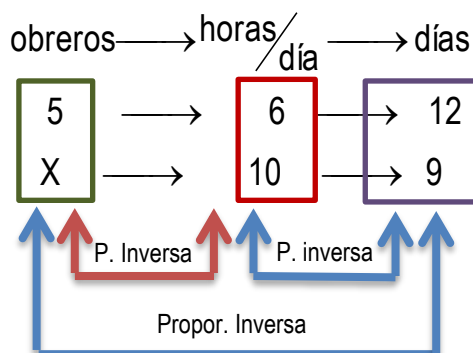 obreros → horas/día → días
5 → 6 → 12
X → 10 → 9
P. Inversa P. inversa
Propor. Inversa